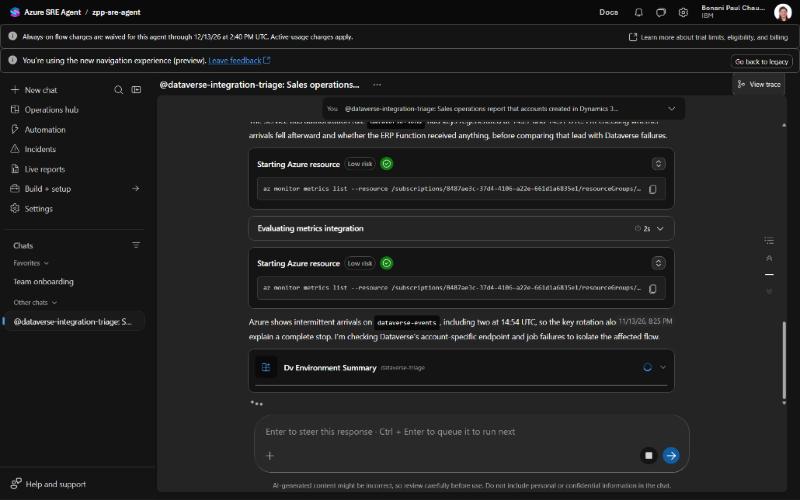 Azure SRE Agent / zpp-sre-agent
Docs
Bonani Paul Chau...
IBM
Always-on flow charges are waived for this agent through 12/13/26 at 2:40 PM UTC. Active-usage charges apply.
Learn more about trial limits, eligibility, and billing
You're using the new navigation experience (preview). Leave feedback
Go back to legacy
New chat
Operations hub
Automation
Incidents
Live reports
Build + setup
Settings
Chats
Favorites
Team onboarding
Other chats
@dataverse-integration-triage: S...
Help and support
@dataverse-integration-triage: Sales operations...
View trace
You @dataverse-integration-triage: Sales operations report that accounts created in Dynamics 3...
arrivals fell afterward and whether the ERP Function received anything, before comparing that lead with Dataverse failures.
Starting Azure resource Low risk
az monitor metrics list --resource /subscriptions/8487ae3c-37d4-4106-a22e-661d1a6835e1/resourceGroups/...
Evaluating metrics integration 2s
Starting Azure resource Low risk
az monitor metrics list --resource /subscriptions/8487ae3c-37d4-4106-a22e-661d1a6835e1/resourceGroups/...
Azure shows intermittent arrivals on dataverse-events, including two at 14:54 UTC, so the key rotation alo 11/13/26, 8:25 PM
explain a complete stop. I'm checking Dataverse's account-specific endpoint and job failures to isolate the affected flow.
Dv Environment Summary dataverse-triage
Enter to steer this response · Ctrl + Enter to queue it to run next
AI-generated content might be incorrect, so review carefully before use. Do not include personal or confidential information in the chat.